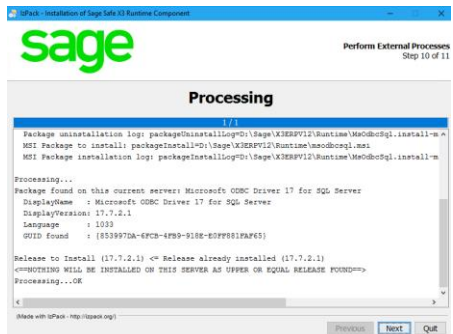 IzPack - Installation of Sage Safe X3 Runtime Component
sage
Perform External Processes
Step 10 of 11
Processing
1 / 1
Package uninstallation log: packageUninstallLog=D:\Sage\X3ERPV12\Runtime\MsOdbcSql.install-m
MSI Package to install: packageInstall=D:\Sage\X3ERPV12\Runtime\msodbcsql.msi
MSI Package installation log: packageInstallLog=D:\Sage\X3ERPV12\Runtime\MsOdbcSql.install-m
Processing...
Package found on this current server: Microsoft ODBC Driver 17 for SQL Server
DisplayName : Microsoft ODBC Driver 17 for SQL Server
DisplayVersion: 17.7.2.1
Language : 1033
GUID found : {853997DA-6FCB-4FB9-918E-E0FF881FAF65}
Release to Install (17.7.2.1) <= Release already installed (17.7.2.1)
<==NOTHING WILL BE INSTALLED ON THIS SERVER AS UPPER OR EQUAL RELEASE FOUND==>
Processing...OK
(Made with IzPack - http://izpack.org/)
Previous Next Quit